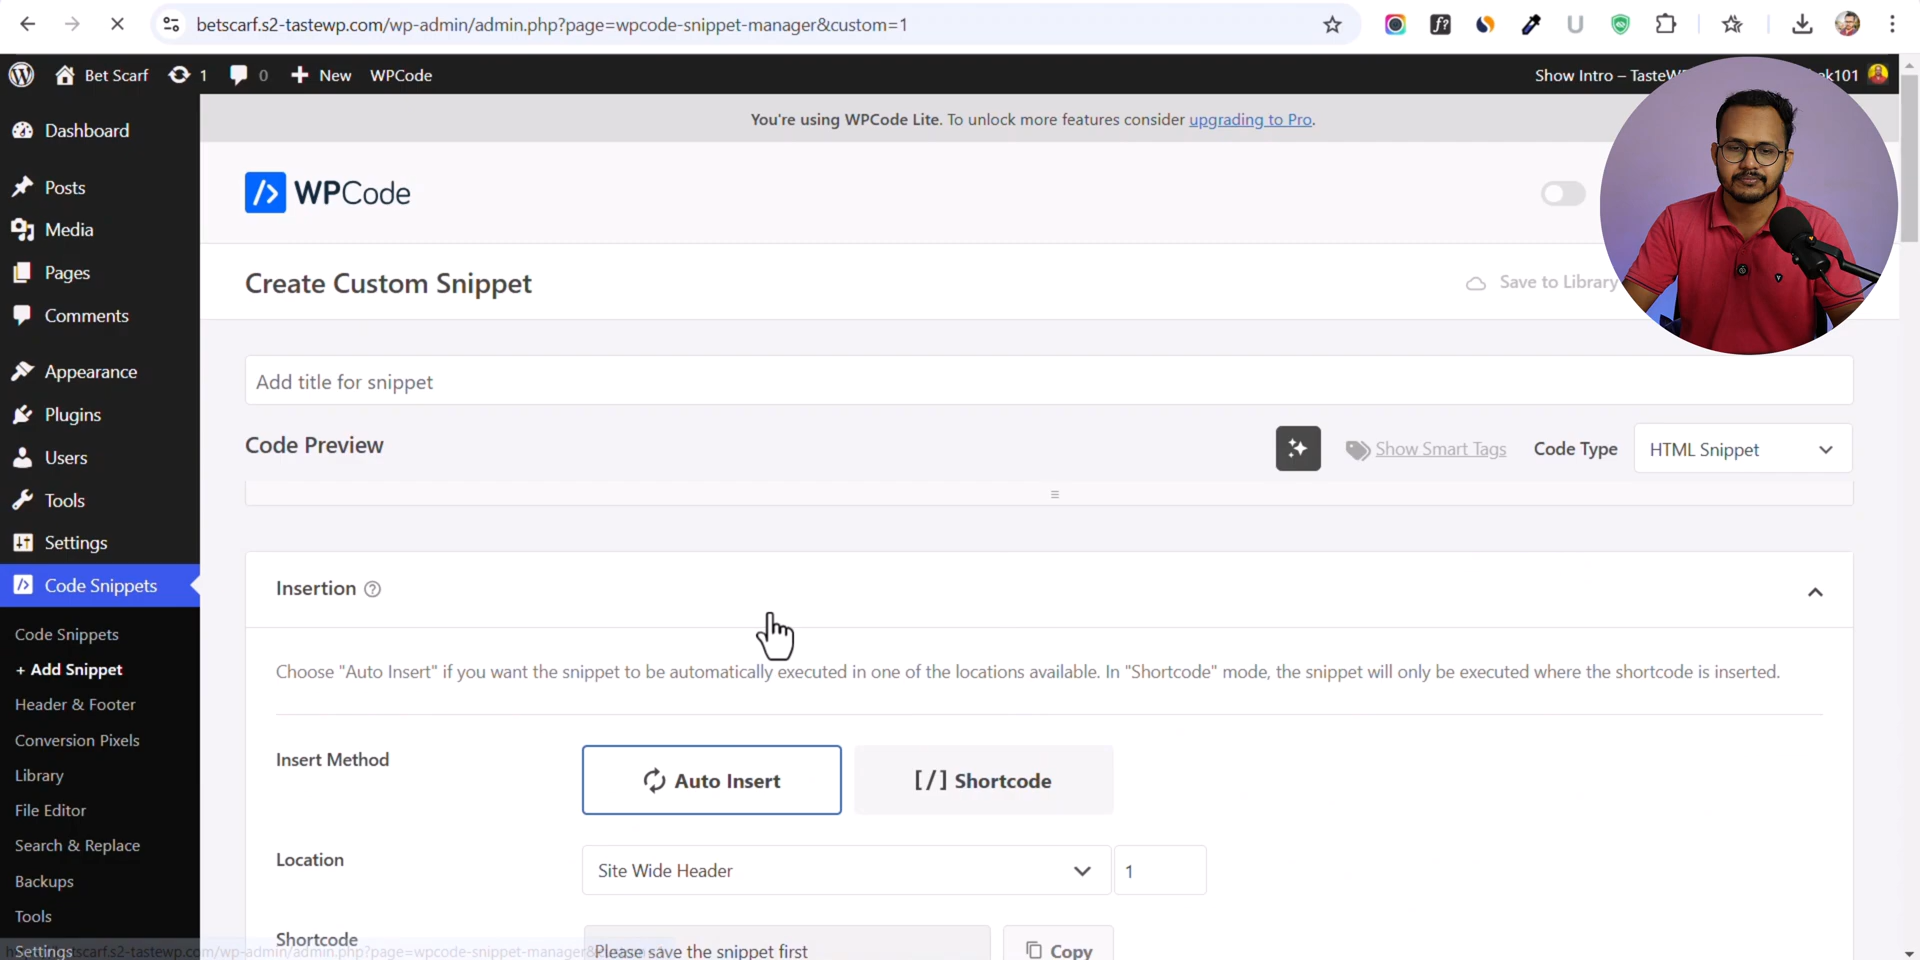 betscarf.s2-tastewp.com/wp-admin/admin.php?page=wpcode-snippet-manager&custom=1
Bet Scarf 1 0 New WPCode
Show Intro – TasteW
ek101
Dashboard
Posts
Media
Pages
Comments
Appearance
Plugins
Users
Tools
Settings
Code Snippets
Code Snippets
+ Add Snippet
Header & Footer
Conversion Pixels
Library
File Editor
Search & Replace
Backups
Tools
Settings
You're using WPCode Lite. To unlock more features consider upgrading to Pro.
WPCode
Create Custom Snippet
Save to Library
Add title for snippet
Code Preview
Show Smart Tags
Code Type
HTML Snippet
Insertion
Choose "Auto Insert" if you want the snippet to be automatically executed in one of the locations available. In "Shortcode" mode, the snippet will only be executed where the shortcode is inserted.
Insert Method
Auto Insert
[/] Shortcode
Location
Site Wide Header
1
Shortcode
Please save the snippet first
Copy